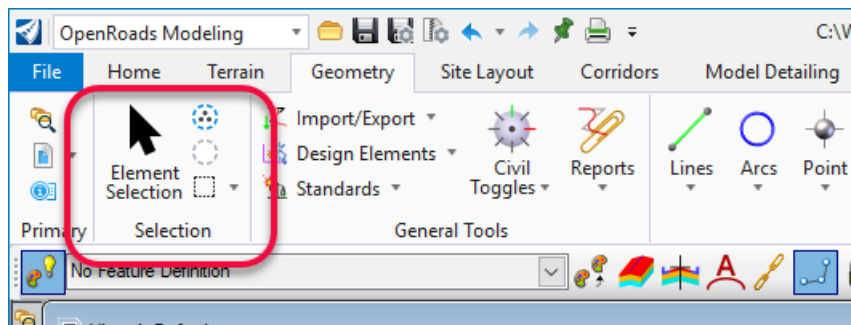 OpenRoads Modeling C:\W
File Home Terrain Geometry Site Layout Corridors Model Detailing
Import/Export
Element Selection
Design Elements
Standards
Civil Toggles
Reports
Lines
Arcs
Point
Primary Selection General Tools
No Feature Definition